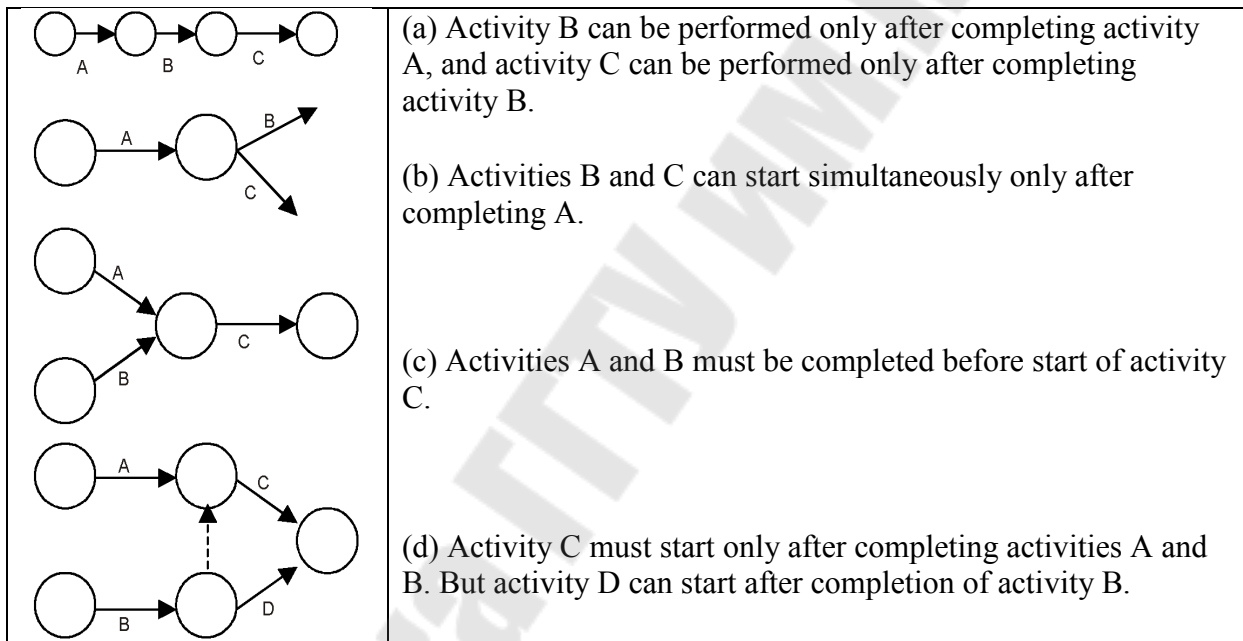 A B C
(a) Activity B can be performed only after completing activity
A, and activity C can be performed only after completing
activity B.
A B
C
(b) Activities B and C can start simultaneously only after
completing A.
A
C
B
(c) Activities A and B must be completed before start of activity
C.
A C
(d) Activity C must start only after completing activities A and
B. But activity D can start after completion of activity B.
B D
ГГТУ